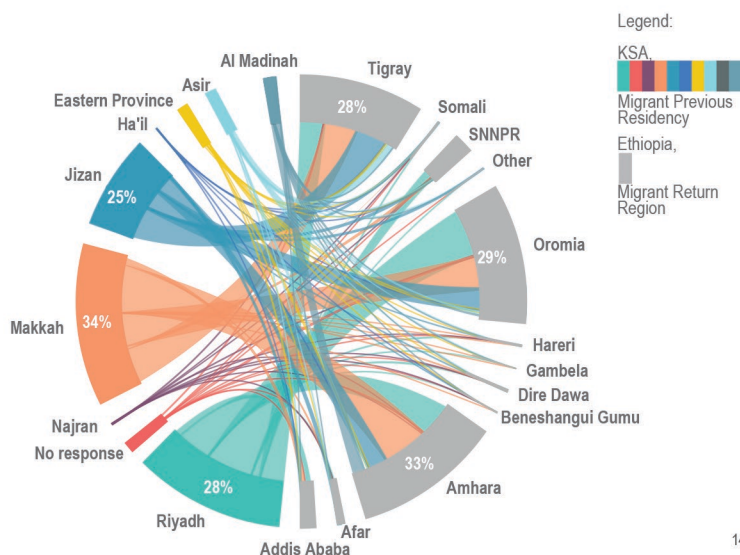 Legend:
KSA,
Migrant Previous
Residency
Ethiopia,
Migrant Return
Region
Al Madinah
Tigray
28%
Asir
Eastern Province
Ha'il
Somali
SNNPR
Other
Jizan
25%
Oromia
29%
Makkah
34%
Hareri
Gambela
Dire Dawa
Beneshangui Gumu
Najran
No response
Riyadh
28%
Amhara
33%
Afar
Addis Ababa
14